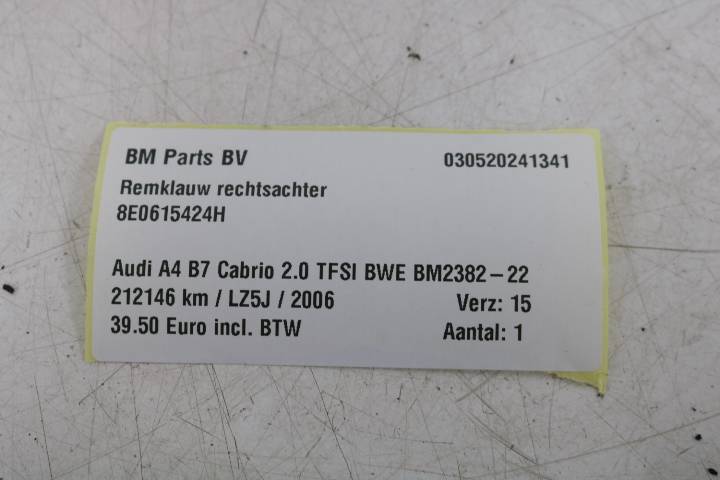 BM Parts BV 030520241341
Remklauw rechtsachter
8E0615424H
Audi A4 B7 Cabrio 2.0 TFSI BWE BM2382-22
212146 km / LZ5J / 2006 Verz: 15
39.50 Euro incl. BTW Aantal: 1